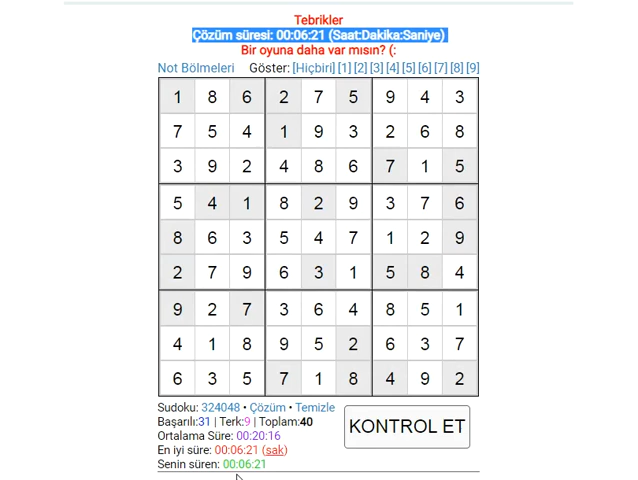 Tebrikler
Çözüm süresi: 00:06:21 (Saat:Dakika:Saniye)
Bir oyuna daha var mısın? (:
Not Bölmeleri Göster: [Hiçbiri] [1] [2] [3] [4] [5] [6] [7] [8] [9]
1 8 6 2 7 5 9 4 3
7 5 4 1 9 3 2 6 8
3 9 2 4 8 6 7 1 5
5 4 1 8 2 9 3 7 6
8 6 3 5 4 7 1 2 9
2 7 9 6 3 1 5 8 4
9 2 7 3 6 4 8 5 1
4 1 8 9 5 2 6 3 7
6 3 5 7 1 8 4 9 2
Sudoku: 324048 • Çözüm • Temizle
Başarılı:31 | Terk:9 | Toplam:40
Ortalama Süre: 00:20:16
En iyi süre: 00:06:21 (sak)
Senin süren: 00:06:21
KONTROL ET